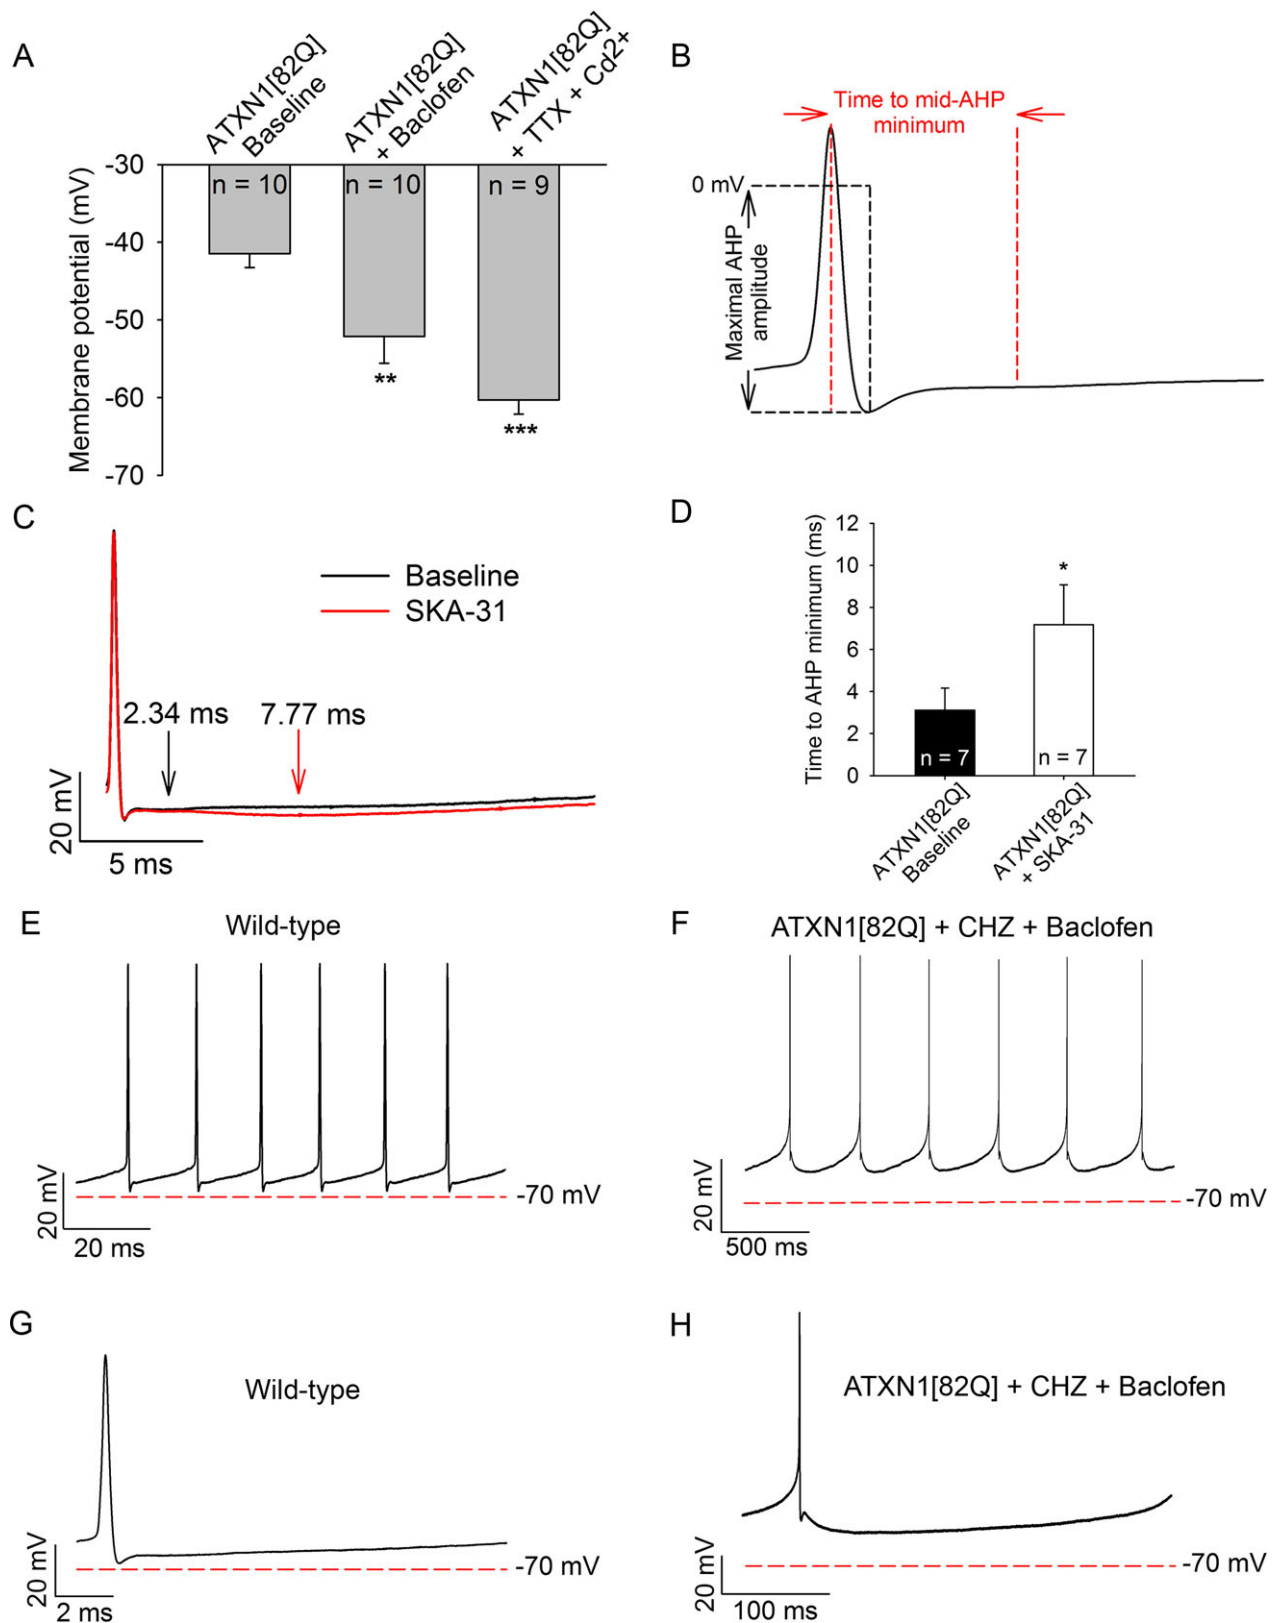 A
ATXN1[82Q]
Baseline
ATXN1[82Q]
+ Baclofen
ATXN1[82Q]
+ TTX + Cd2+
-30
-40
-50
-60
-70
Membrane potential (mV)
n = 10
n = 10
n = 9
**
***
B
Time to mid-AHP
minimum
0 mV
Maximal AHP
amplitude
C
Baseline
SKA-31
2.34 ms
7.77 ms
20 mV
5 ms
D
Time to AHP minimum (ms)
12
10
8
6
4
2
0
*
n = 7
n = 7
ATXN1[82Q]
Baseline
ATXN1[82Q]
+ SKA-31
E
Wild-type
-70 mV
20 mV
20 ms
F
ATXN1[82Q] + CHZ + Baclofen
-70 mV
20 mV
500 ms
G
Wild-type
-70 mV
20 mV
2 ms
H
ATXN1[82Q] + CHZ + Baclofen
-70 mV
20 mV
100 ms